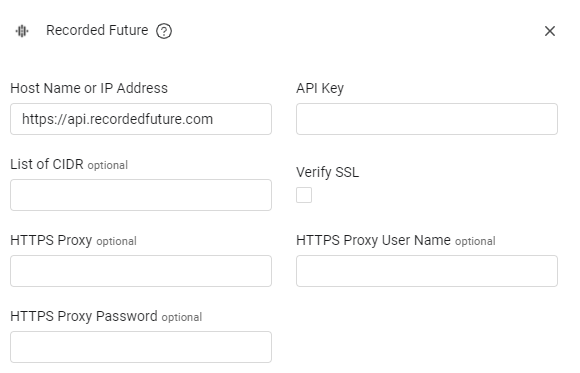 Recorded Future ?
Host Name or IP Address
API Key
https://api.recordedfuture.com
List of CIDR optional
Verify SSL
HTTPS Proxy optional
HTTPS Proxy User Name optional
HTTPS Proxy Password optional